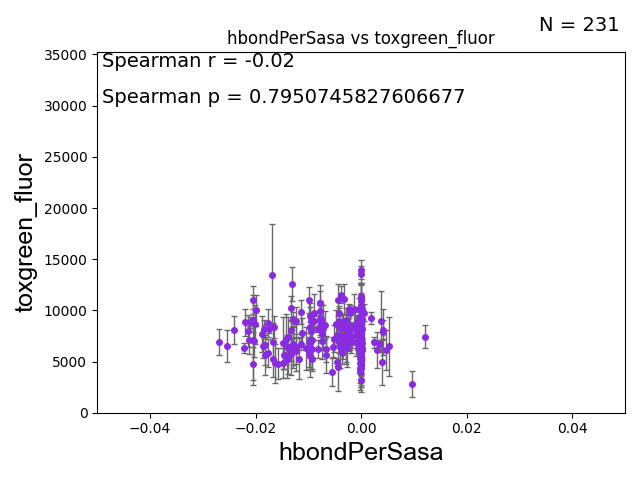 N = 231
hbondPerSasa vs toxgreen_fluor
Spearman r = -0.02
Spearman p = 0.7950745827606677
35000
30000
25000
20000
15000
10000
5000
0
toxgreen_fluor
−0.04 −0.02 0.00 0.02 0.04
hbondPerSasa